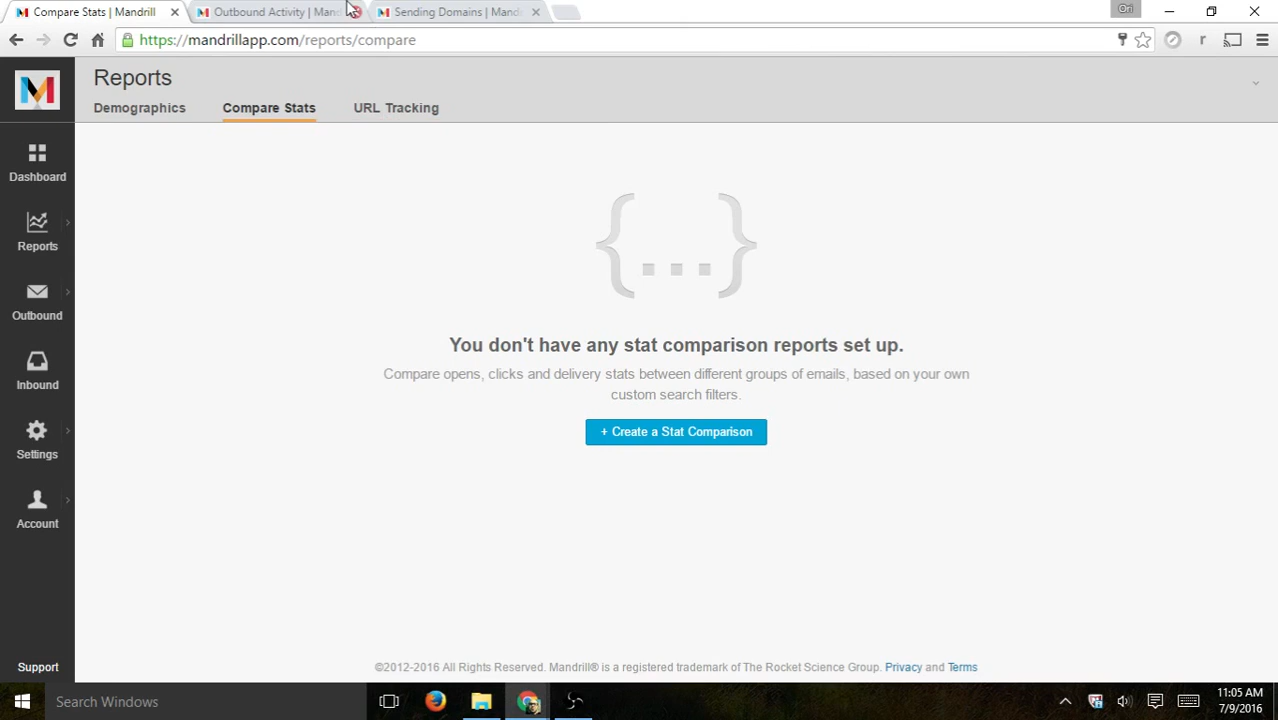 Compare Stats | Mandrill
Outbound Activity | Mand
Sending Domains | Mand
Ori
https://mandrillapp.com/reports/compare
Reports
Demographics
Compare Stats
URL Tracking
Dashboard
Reports
Outbound
Inbound
Settings
Account
Support
{...}
You don't have any stat comparison reports set up.
Compare opens, clicks and delivery stats between different groups of emails, based on your own
custom search filters.
+ Create a Stat Comparison
©2012-2016 All Rights Reserved. Mandrill® is a registered trademark of The Rocket Science Group. Privacy and Terms
Search Windows
11:05 AM
7/9/2016